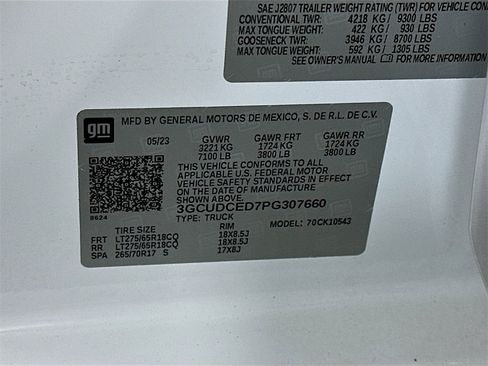 SAE J2807 TRAILER WEIGHT RATING (TWR) FOR VEHICLE
CONVENTIONAL TWR: 4218 KG / 9300 LBS
MAX TONGUE WEIGHT: 422 KG / 930 LBS
GOOSENECK TWR: 3946 KG / 8700 LBS
MAX TONGUE WEIGHT: 592 KG / 1305 LBS
SEE OWNER'S MANUAL FOR MORE
gm
MFD BY GENERAL MOTORS DE MEXICO, S. DE R.L. DE C.V.
05/23 GVWR GAWR FRT GAWR RR
3221 KG 1724 KG 1724 KG
7100 LB 3800 LB 3800 LB
THIS VEHICLE CONFORMS TO ALL
APPLICABLE U.S. FEDERAL MOTOR
VEHICLE SAFETY STANDARDS IN
EFFECT ON THE DATE OF MANUFACTURE
SHOWN ABOVE.
3GCUDCED7PG307660
8624 TYPE: TRUCK MODEL: 70CK10543
TIRE SIZE RIM
FRT LT275/65R18CQ 18X8.5J
RR LT275/65R18CQ 18X8.5J
SPA 265/70R17 S 17X8J